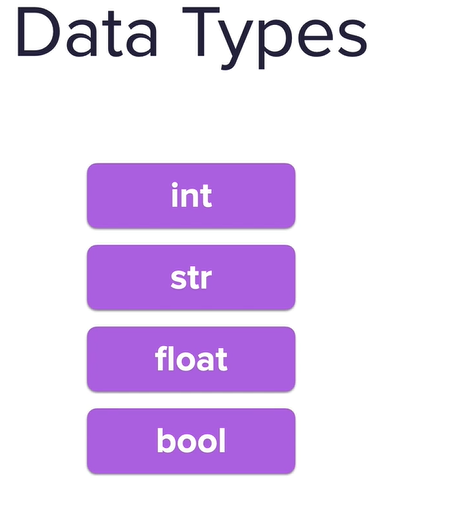 Data Types
int
str
float
bool